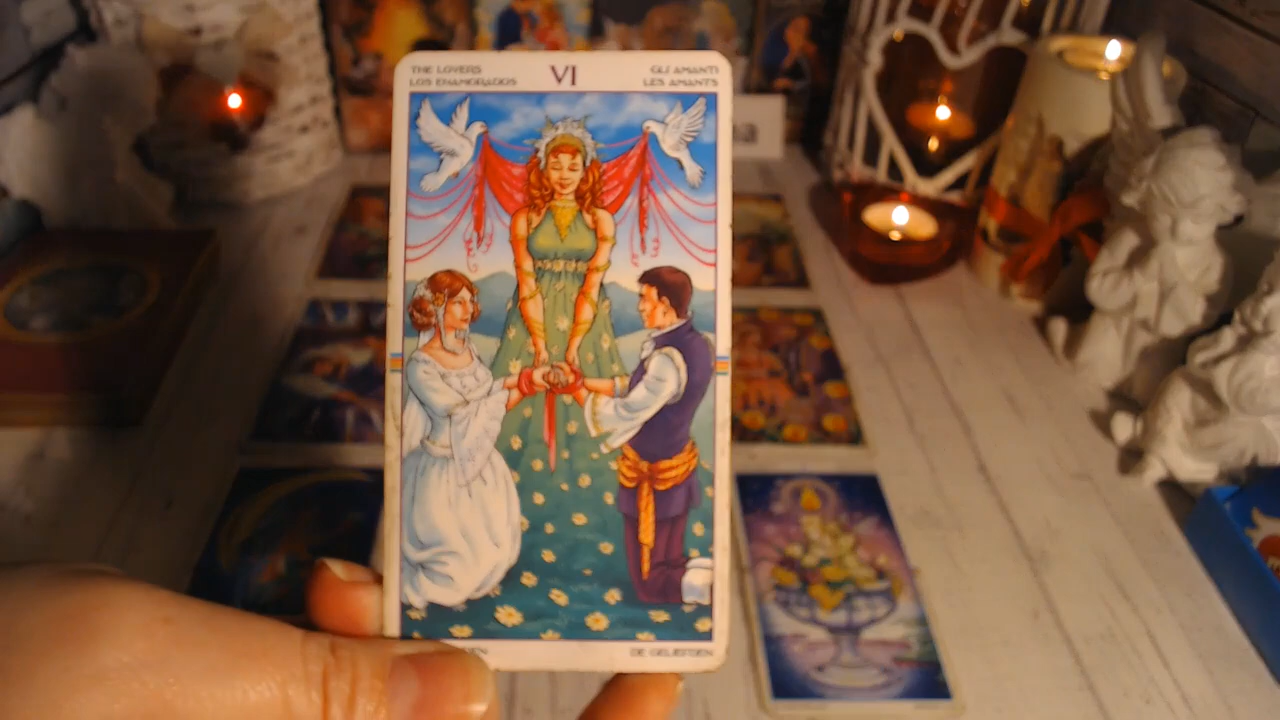 THE LOVERS
LOS ENAMORADOS
VI
GLI AMANTI
LES AMANTS
DE GELIEFDEN